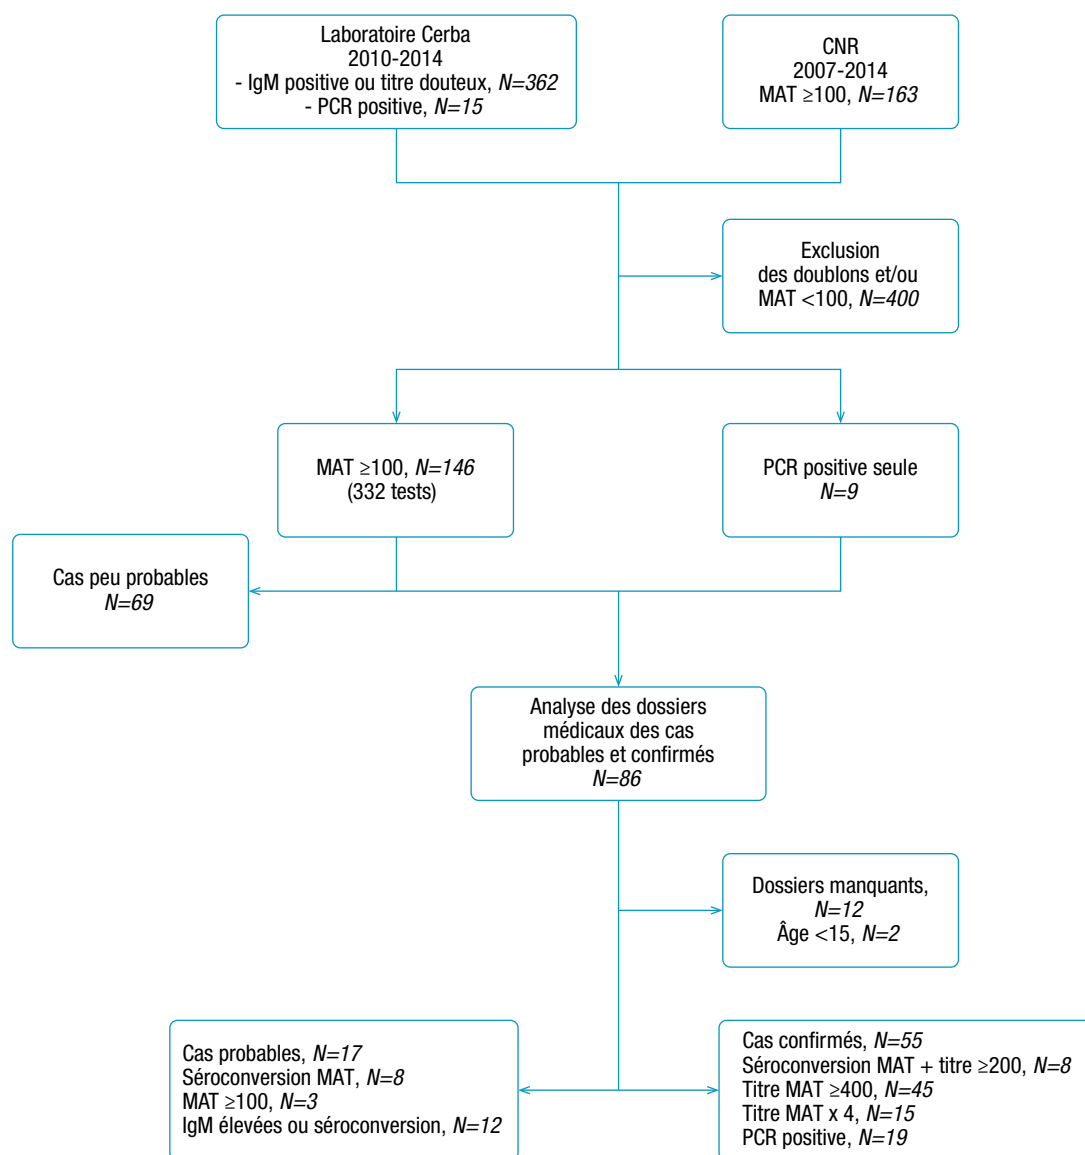 Laboratoire Cerba
2010-2014
- IgM positive ou titre douteux, N=362
- PCR positive, N=15
CNR
2007-2014
MAT ≥100, N=163
Exclusion
des doublons et/ou
MAT <100, N=400
MAT ≥100, N=146
(332 tests)
PCR positive seule
N=9
Cas peu probables
N=69
Analyse des dossiers
médicaux des cas
probables et confirmés
N=86
Dossiers manquants,
N=12
Âge <15, N=2
Cas probables, N=17
Séroconversion MAT, N=8
MAT ≥100, N=3
IgM élevées ou séroconversion, N=12
Cas confirmés, N=55
Séroconversion MAT + titre ≥200, N=8
Titre MAT ≥400, N=45
Titre MAT x 4, N=15
PCR positive, N=19